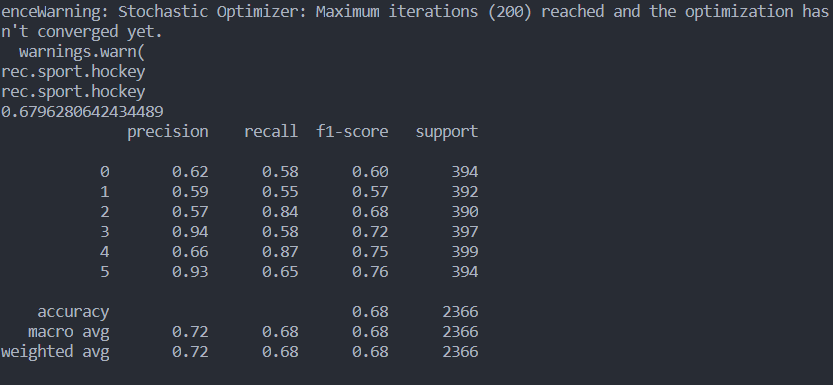 enceWarning: Stochastic Optimizer: Maximum iterations (200) reached and the optimization has
n't converged yet.
  warnings.warn(
rec.sport.hockey
rec.sport.hockey
0.6796280642434489
              precision    recall  f1-score   support

           0       0.62      0.58      0.60       394
           1       0.59      0.55      0.57       392
           2       0.57      0.84      0.68       390
           3       0.94      0.58      0.72       397
           4       0.66      0.87      0.75       399
           5       0.93      0.65      0.76       394

    accuracy                           0.68      2366
   macro avg       0.72      0.68      0.68      2366
weighted avg       0.72      0.68      0.68      2366